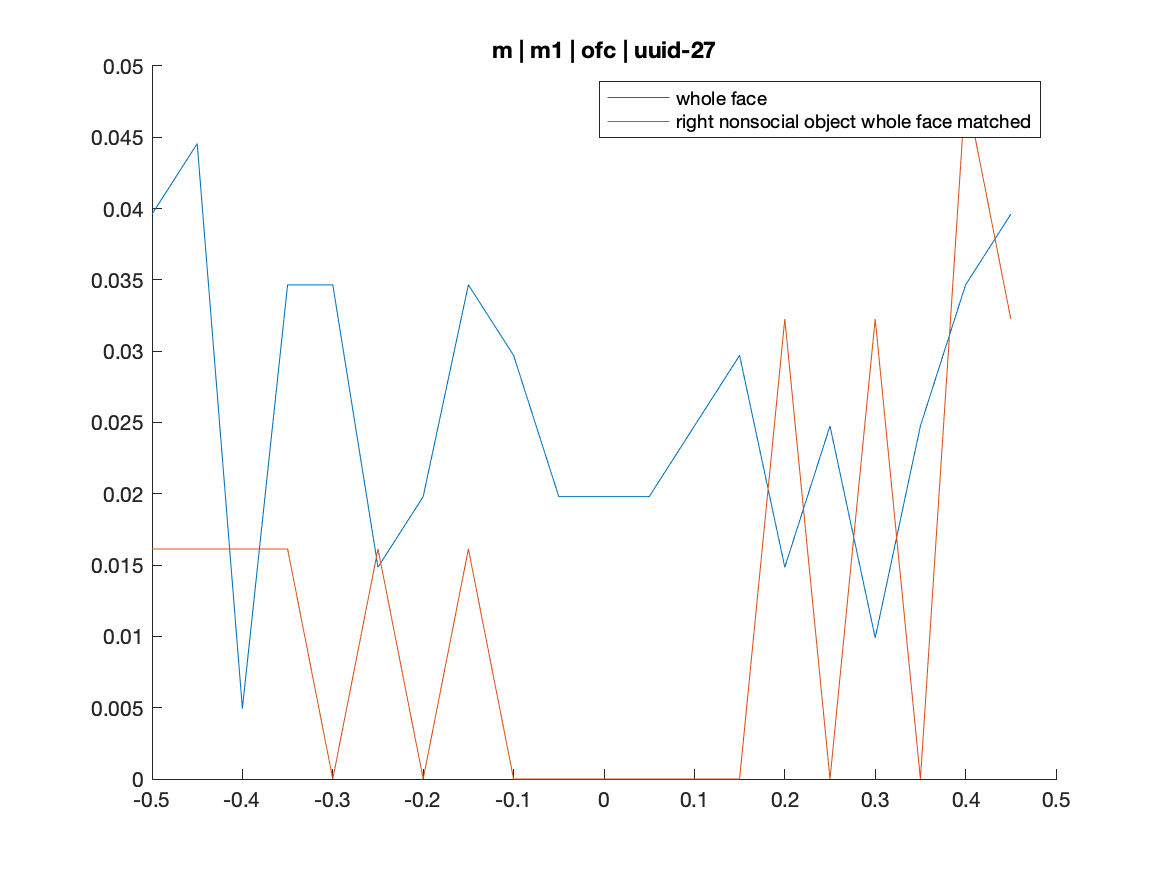 m | m1 | ofc | uuid-27
0.05
whole face
right nonsocial object whole face matched
0.045
0.04
0.035
0.03
0.025
0.02
0.015
0.01
0.005
0
-0.5 -0.4 -0.3 -0.2 -0.1 0 0.1 0.2 0.3 0.4 0.5